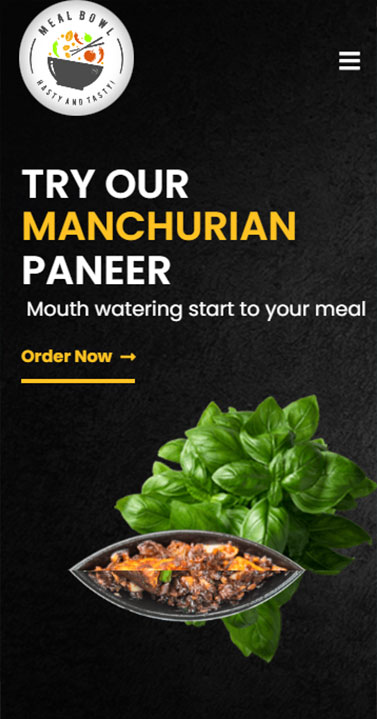 MEAL BOWL
HASTY AND TASTY!
TRY OUR
MANCHURIAN
PANEER
Mouth watering start to your meal
Order Now →